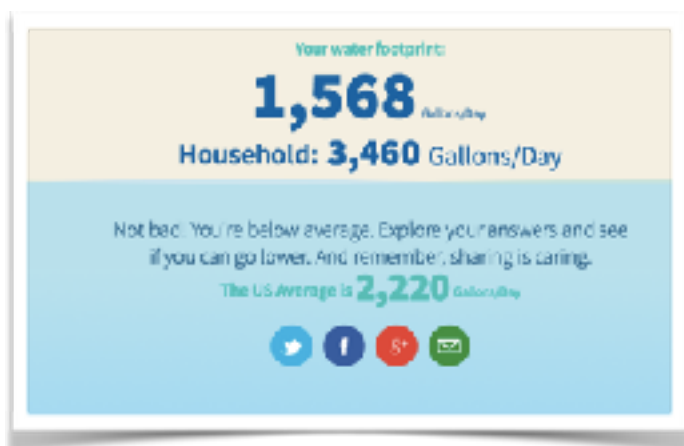 Your water footprint:
1,568 Gallons/Day
Household: 3,460 Gallons/Day
Not bad! You're below average. Explore your answers and see
if you can go lower. And remember, sharing is caring.
The US Average is 2,220 Gallons/Day
f
g+